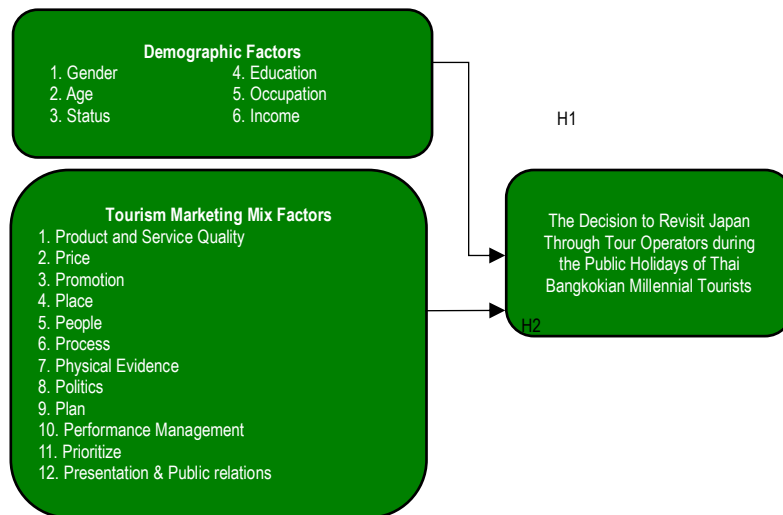 Demographic Factors
1. Gender
2. Age
3. Status
4. Education
5. Occupation
6. Income
H1
Tourism Marketing Mix Factors
1. Product and Service Quality
2. Price
3. Promotion
4. Place
5. People
6. Process
7. Physical Evidence
8. Politics
9. Plan
10. Performance Management
11. Prioritize
12. Presentation & Public relations
The Decision to Revisit Japan
Through Tour Operators during
the Public Holidays of Thai
Bangkokian Millennial Tourists
H2